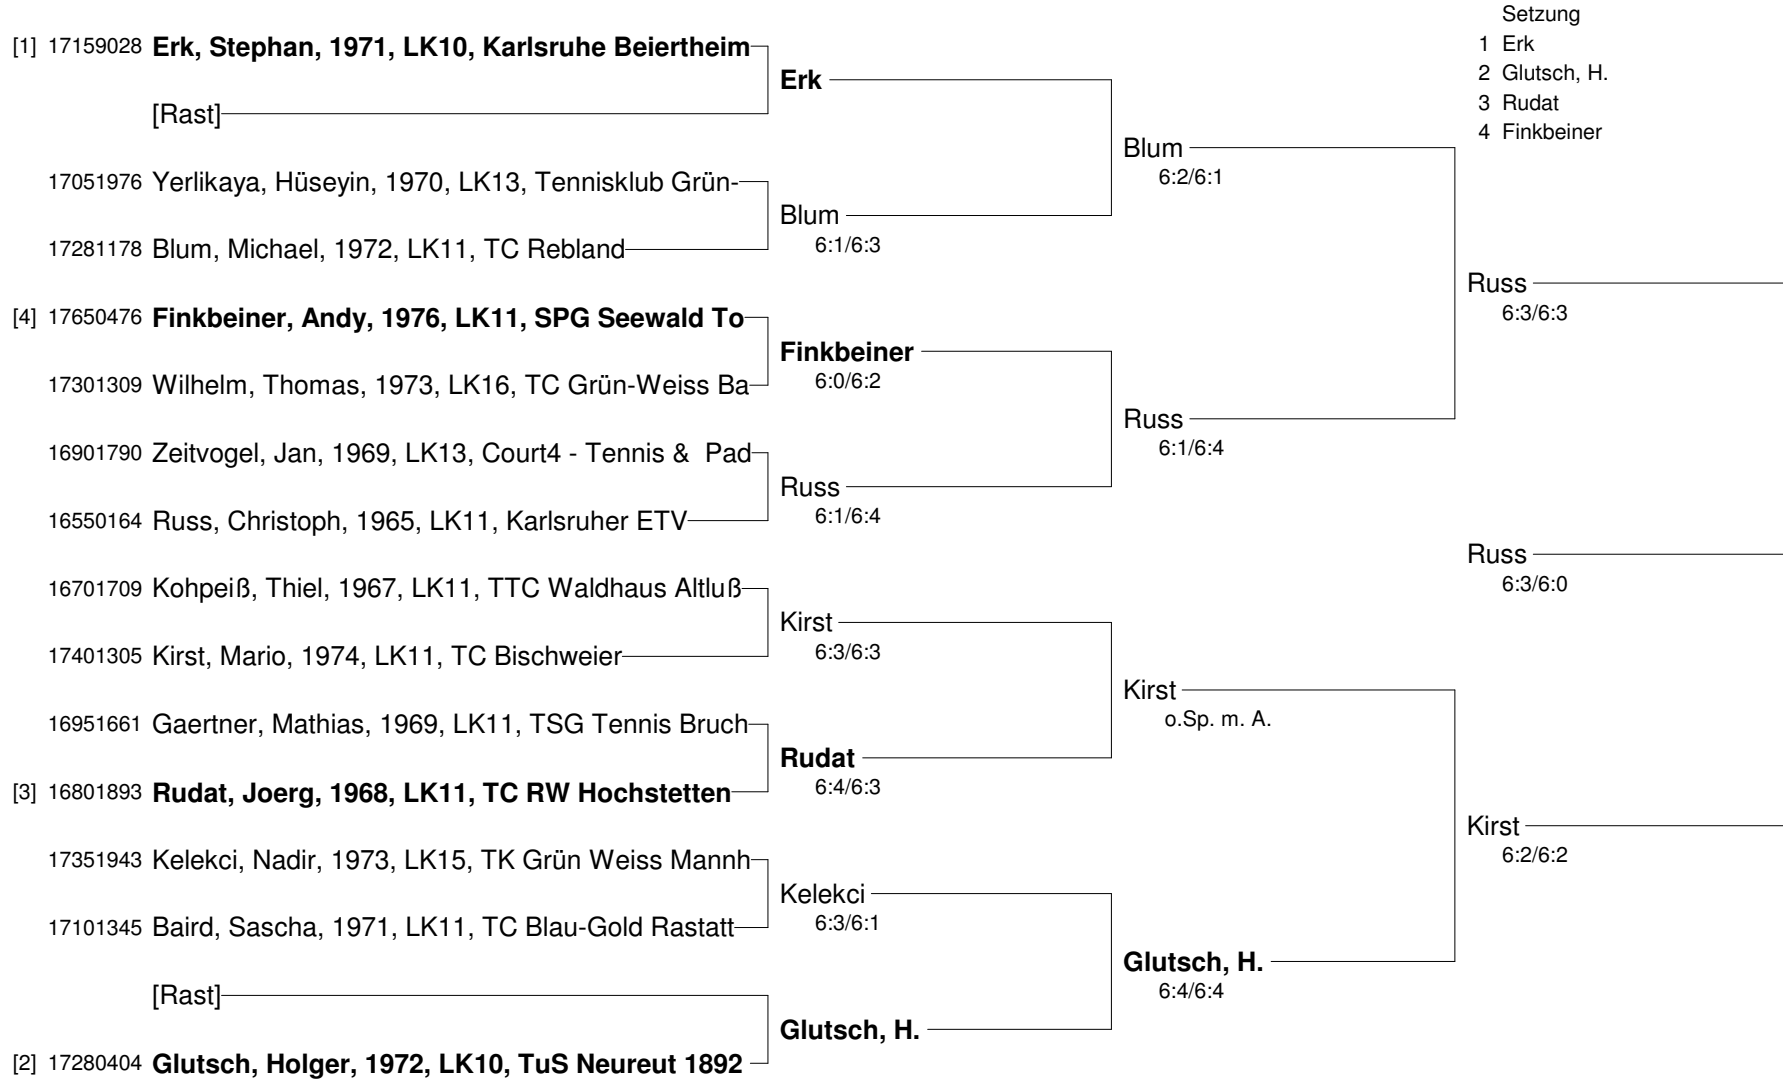 Setzung
1 Erk
2 Glutsch, H.
3 Rudat
4 Finkbeiner
[1] 17159028 Erk, Stephan, 1971, LK10, Karlsruhe Beiertheim
[Rast]
17051976 Yerlikaya, Hüseyin, 1970, LK13, Tennisklub Grün-
17281178 Blum, Michael, 1972, LK11, TC Rebland
[4] 17650476 Finkbeiner, Andy, 1976, LK11, SPG Seewald To
17301309 Wilhelm, Thomas, 1973, LK16, TC Grün-Weiss Ba
16901790 Zeitvogel, Jan, 1969, LK13, Court4 - Tennis & Pad
16550164 Russ, Christoph, 1965, LK11, Karlsruher ETV
16701709 Kohpeiß, Thiel, 1967, LK11, TTC Waldhaus Altluß
17401305 Kirst, Mario, 1974, LK11, TC Bischweier
16951661 Gaertner, Mathias, 1969, LK11, TSG Tennis Bruch
[3] 16801893 Rudat, Joerg, 1968, LK11, TC RW Hochstetten
17351943 Kelekci, Nadir, 1973, LK15, TK Grün Weiss Mannh
17101345 Baird, Sascha, 1971, LK11, TC Blau-Gold Rastatt
[Rast]
[2] 17280404 Glutsch, Holger, 1972, LK10, TuS Neureut 1892
Erk
Blum
6:1/6:3
Finkbeiner
6:0/6:2
Russ
6:1/6:4
Kirst
6:3/6:3
Rudat
6:4/6:3
Kelekci
6:3/6:1
Glutsch, H.
Blum
6:2/6:1
Russ
6:1/6:4
Kirst
o.Sp. m. A.
Glutsch, H.
6:4/6:4
Russ
6:3/6:3
Russ
6:3/6:0
Kirst
6:2/6:2